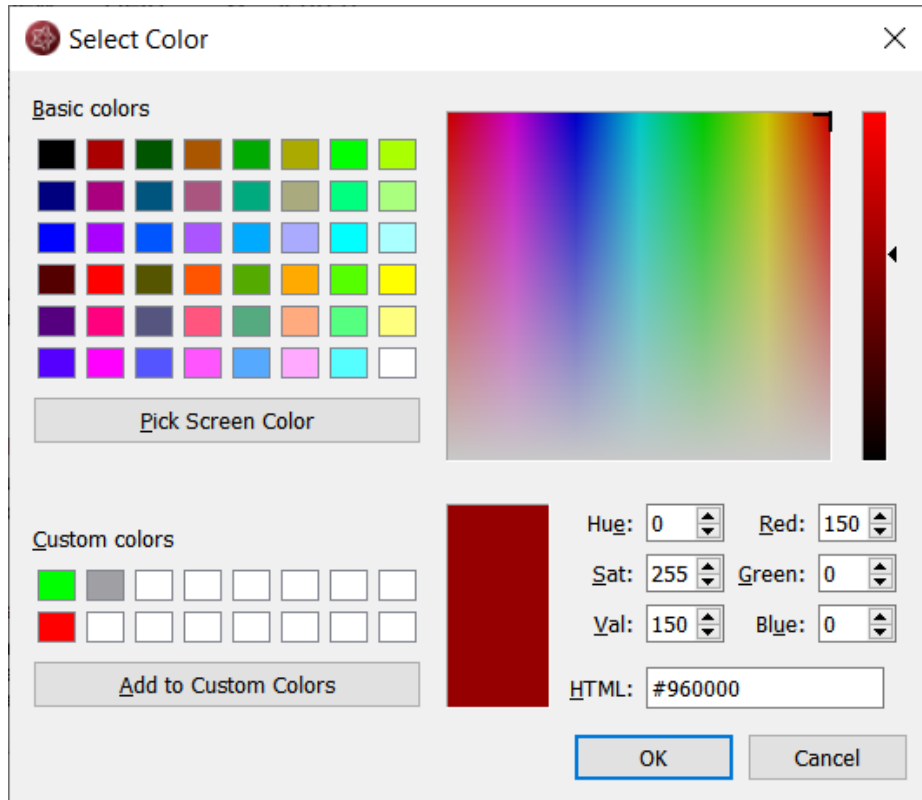 Select Color
Basic colors
Pick Screen Color
Custom colors
Add to Custom Colors
Hue: 0 Red: 150
Sat: 255 Green: 0
Val: 150 Blue: 0
HTML: #960000
OK Cancel